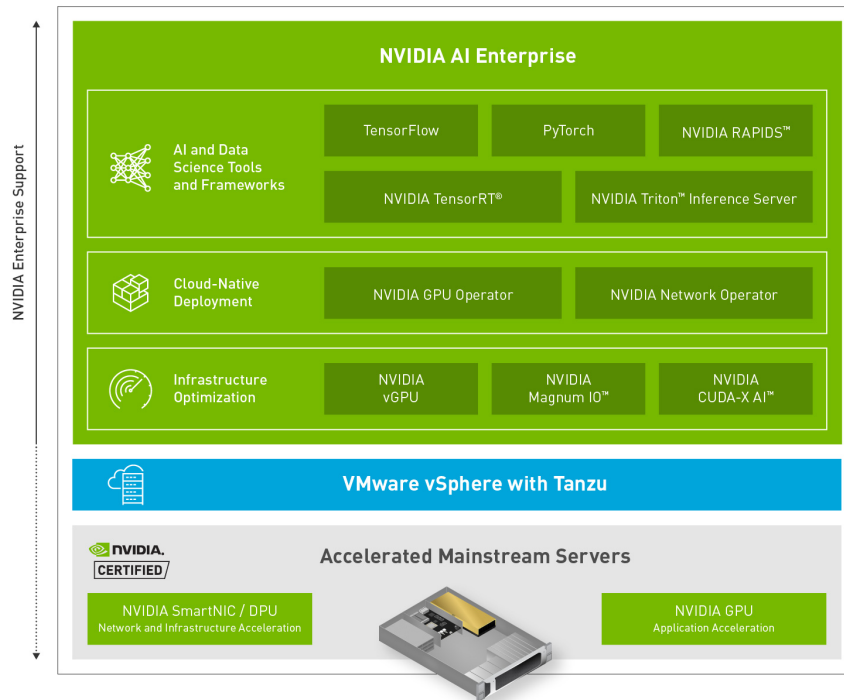 NVIDIA Enterprise Support
NVIDIA AI Enterprise
AI and Data
Science Tools
and Frameworks
TensorFlow
PyTorch
NVIDIA RAPIDS™
NVIDIA TensorRT®
NVIDIA Triton™ Inference Server
Cloud-Native
Deployment
NVIDIA GPU Operator
NVIDIA Network Operator
Infrastructure
Optimization
NVIDIA
vGPU
NVIDIA
Magnum IO™
NVIDIA
CUDA-X AI™
VMware vSphere with Tanzu
NVIDIA.
CERTIFIED
Accelerated Mainstream Servers
NVIDIA SmartNIC / DPU
Network and Infrastructure Acceleration
NVIDIA GPU
Application Acceleration